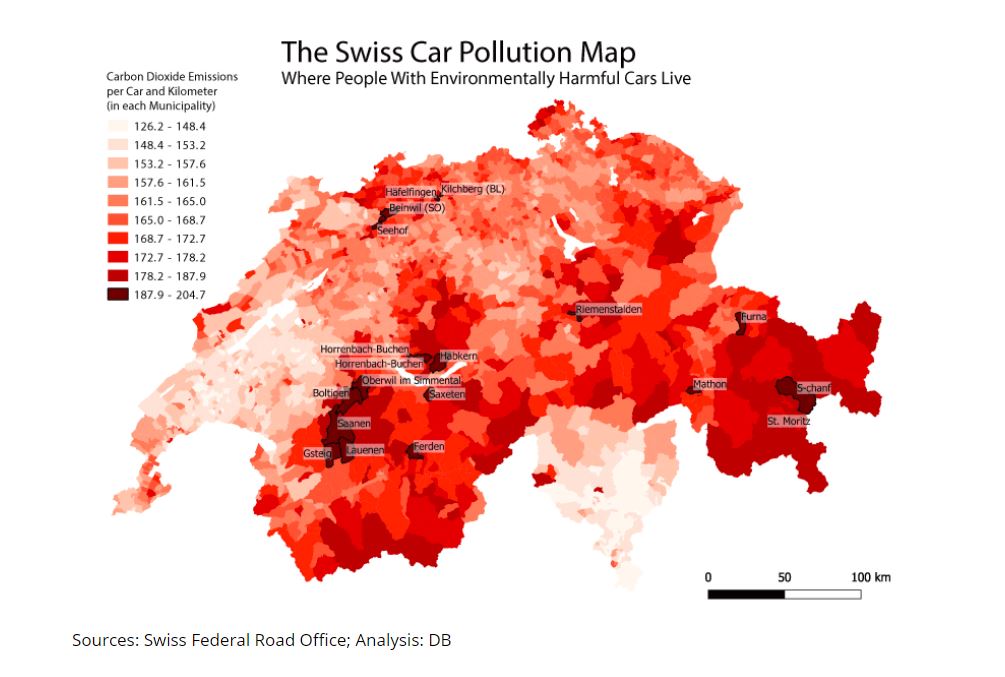 The Swiss Car Pollution Map
Where People With Environmentally Harmful Cars Live
Carbon Dioxide Emissions
per Car and Kilometer
(in each Municipality)
126.2 - 148.4
148.4 - 153.2
153.2 - 157.6
157.6 - 161.5
161.5 - 165.0
165.0 - 168.7
168.7 - 172.7
172.7 - 178.2
178.2 - 187.9
187.9 - 204.7
Häfelfingen
Kilchberg (BL)
Beinwil (SO)
Seehof
Riemenstalden
Furna
Horrenbach-Buchen
Habkern
Horrenbach-Buchen
Oberwil im Simmental
Boltigen
Saxeten
Mathon
S-chanf
St. Moritz
Saanen
Gsteig
Lauenen
Ferden
0 50 100 km
Sources: Swiss Federal Road Office; Analysis: DB